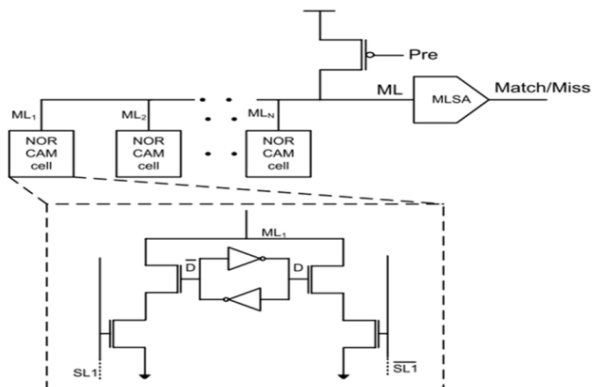 Pre
ML
MLSA
Match/Miss
ML₁
ML₂
MLN
NOR
CAM
cell
NOR
CAM
cell
NOR
CAM
cell
ML₁
D̅
D
SL1
S̅L̅1̅